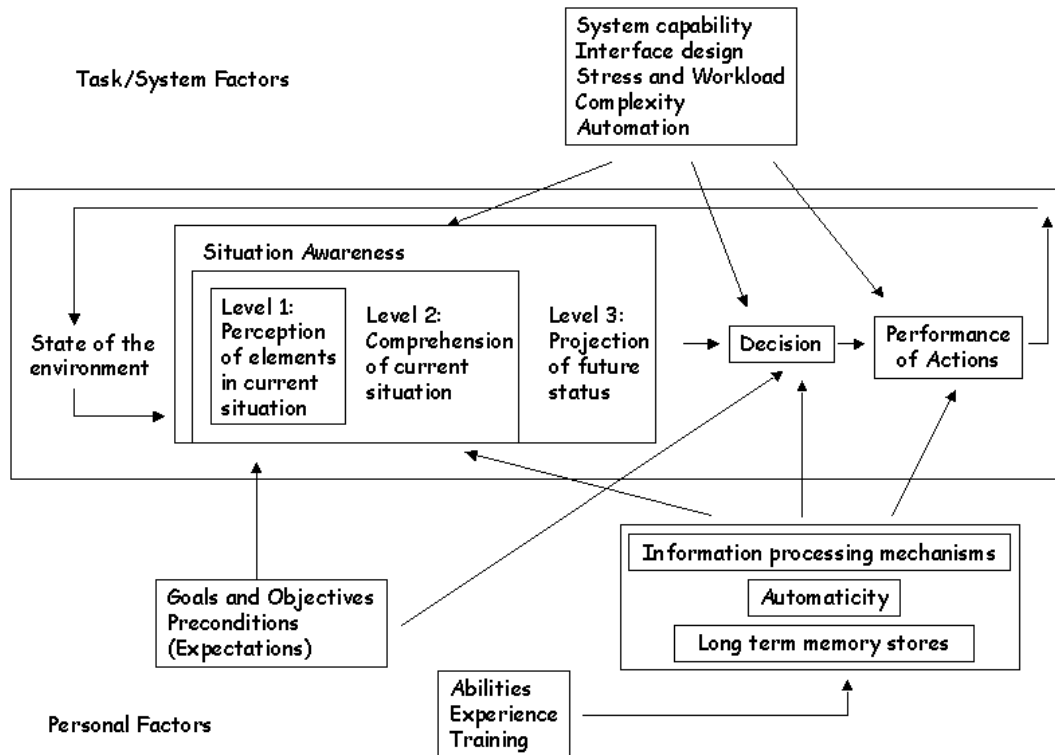 System capability
Interface design
Stress and Workload
Complexity
Automation
Task/System Factors
Situation Awareness
Level 1:
Perception
of elements
in current
situation
Level 2:
Comprehension
of current
situation
Level 3:
Projection
of future
status
State of the
environment
Decision
Performance
of Actions
Information processing mechanisms
Automaticity
Long term memory stores
Goals and Objectives
Preconditions
(Expectations)
Abilities
Experience
Training
Personal Factors